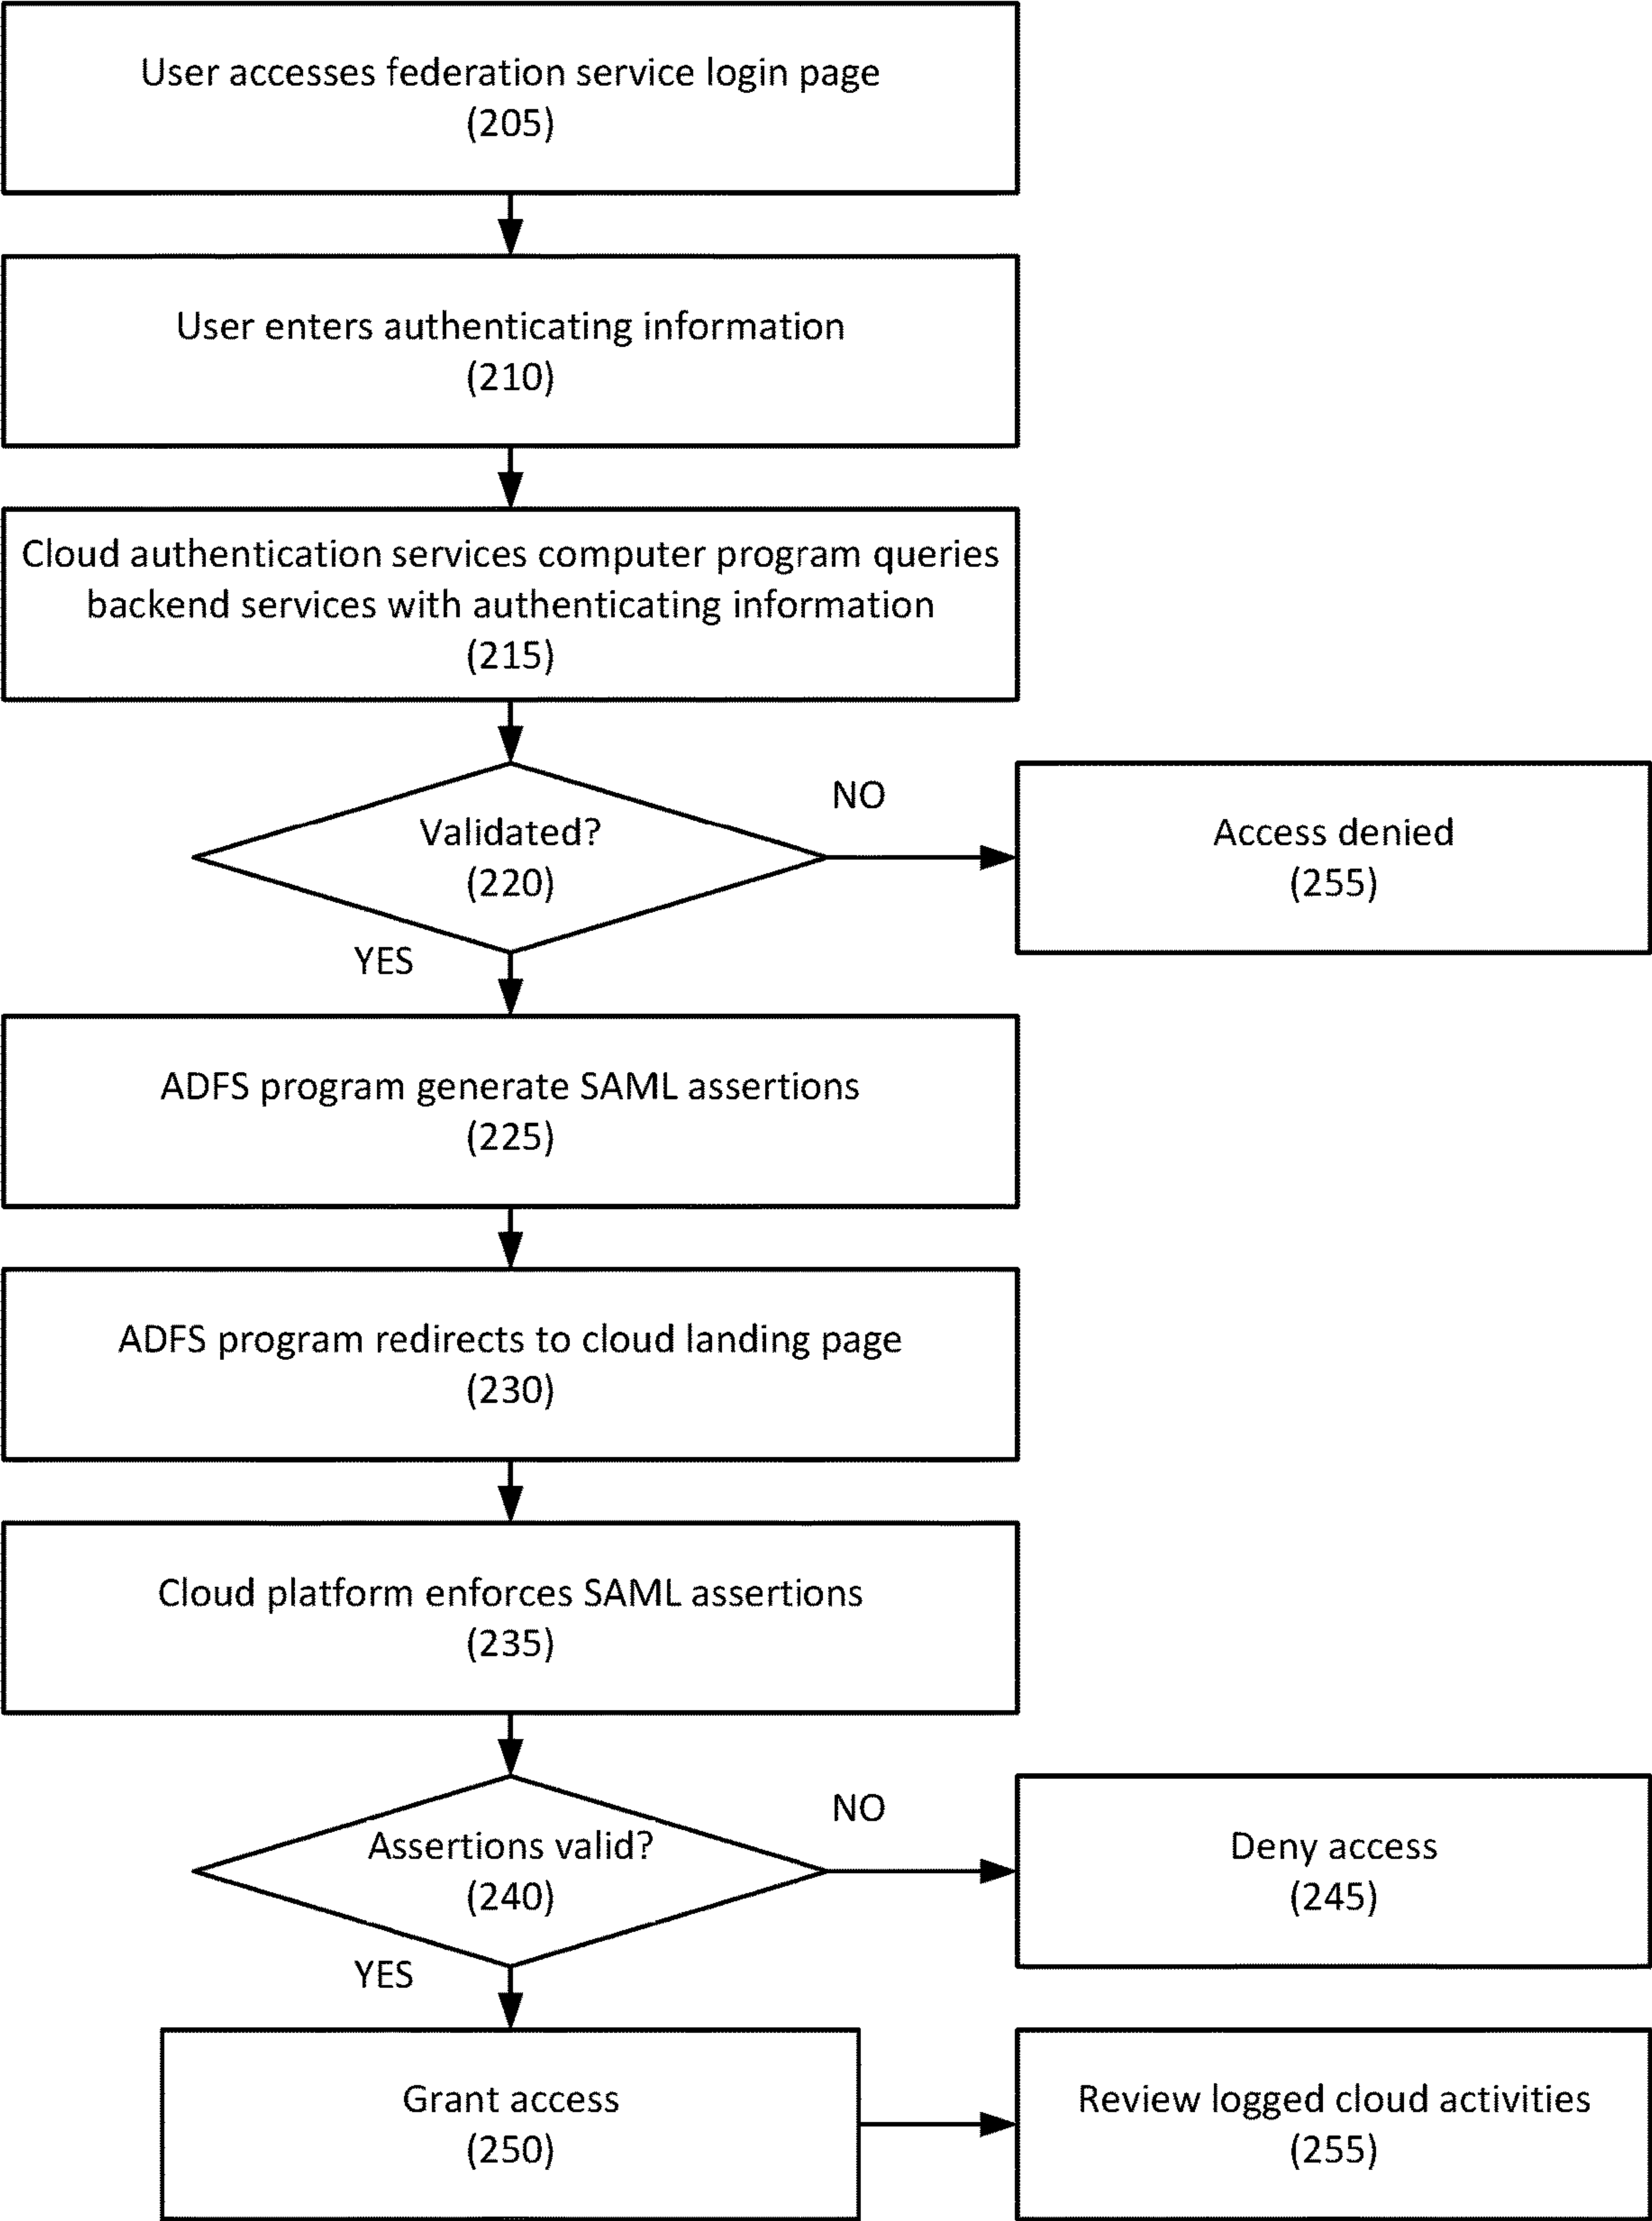 User accesses federation service login page
(205)
User enters authenticating information
(210)
Cloud authentication services computer program queries
backend services with authenticating information
(215)
Validated?
(220)
NO
Access denied
(255)
YES
ADFS program generate SAML assertions
(225)
ADFS program redirects to cloud landing page
(230)
Cloud platform enforces SAML assertions
(235)
Assertions valid?
(240)
NO
Deny access
(245)
YES
Grant access
(250)
Review logged cloud activities
(255)